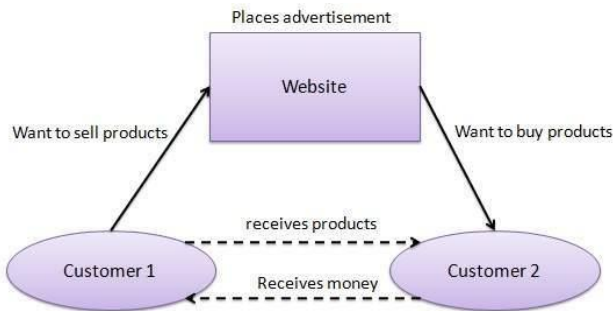 Places advertisement
Website
Want to sell products
Want to buy products
receives products
Customer 1
Customer 2
Receives money